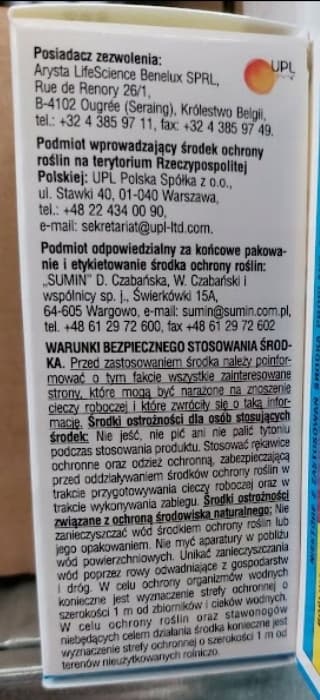 Posiadacz zezwolenia:
Arysta LifeScience Benelux SPRL,
Rue de Renory 26/1,
B-4102 Ougrée (Seraing), Królestwo Belgii,
tel.: +32 4 385 97 11, fax: +32 4 385 97 49.
UPL
Podmiot wprowadzający środek ochrony
roślin na terytorium Rzeczypospolitej
Polskiej: UPL Polska Spółka z o.o.,
ul. Stawki 40, 01-040 Warszawa,
tel.: +48 22 434 00 90,
e-mail: sekretariat@upl-ltd.com.
Podmiot odpowiedzialny za końcowe pakowa-
nie i etykietowanie środka ochrony roślin:
„SUMIN” D. Czabańska, W. Czabański i
wspólnicy sp. j., Świerkówki 15A,
64-605 Wargowo, e-mail: sumin@sumin.com.pl,
tel. +48 61 29 72 600, fax +48 61 29 72 602
WARUNKI BEZPIECZNEGO STOSOWANIA ŚROD-
KA. Przed zastosowaniem środka należy poinfor-
mować o tym fakcie wszystkie zainteresowane
strony, które mogą być narażone na znoszenie
cieczy roboczej i które zwróciły się o taką infor-
mację. Środki ostrożności dla osób stosujących
środek: Nie jeść, nie pić ani nie palić tytoniu
podczas stosowania produktu. Stosować rękawice
ochronne oraz odzież ochronną, zabezpieczającą
przed oddziaływaniem środków ochrony roślin w
trakcie przygotowywania cieczy roboczej oraz w
trakcie wykonywania zabiegu. Środki ostrożności
związane z ochroną środowiska naturalnego: Nie
zanieczyszczać wód środkiem ochrony roślin lub
jego opakowaniem. Nie myć aparatury w pobliżu
wód powierzchniowych. Unikać zanieczyszczania
wód poprzez rowy odwadniające z gospodarstw
i dróg. W celu ochrony organizmów wodnych
konieczne jest wyznaczenie strefy ochronnej o
szerokości 1 m od zbiorników i cieków wodnych.
W celu ochrony roślin oraz stawonogów
niebędących celem działania środka konieczne jest
wyznaczenie strefy ochronnej o szerokości 1 m od
terenów nieużytkowanych rolniczo.